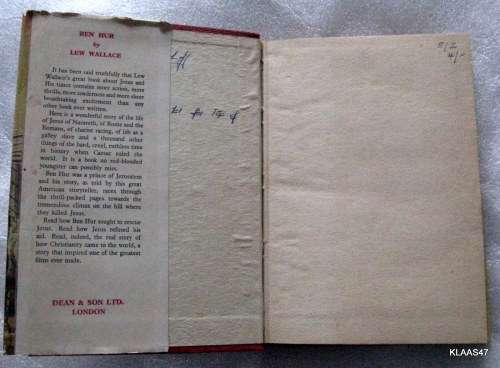 BEN HUR
by
LEW WALLACE
It has been said truthfully that Lew
Wallace's great book about Jesus and
His times contains more action, more
thrills, more tenderness and more sheer
breathtaking excitement than any
other book ever written.
Here is a wonderful story of the life
of Jesus of Nazareth, of Rome and the
Romans, of chariot racing, of life as a
galley slave and a thousand other
things of the hard, cruel, ruthless time
in history when Caesar ruled the
world. It is a book no red-blooded
youngster can possibly miss.
Ben Hur was a prince of Jerusalem
and his story, as told by this great
American storyteller, races through
the thrill-packed pages towards the
tremendous climax on the hill where
they killed Jesus.
Read how Ben Hur sought to rescue
Jesus. Read how Jesus refused his
aid. Read, indeed, the real story of
how Christianity came to the world, a
story that inspired one of the greatest
films ever made.
DEAN & SON LTD.
LONDON
KLAAS47